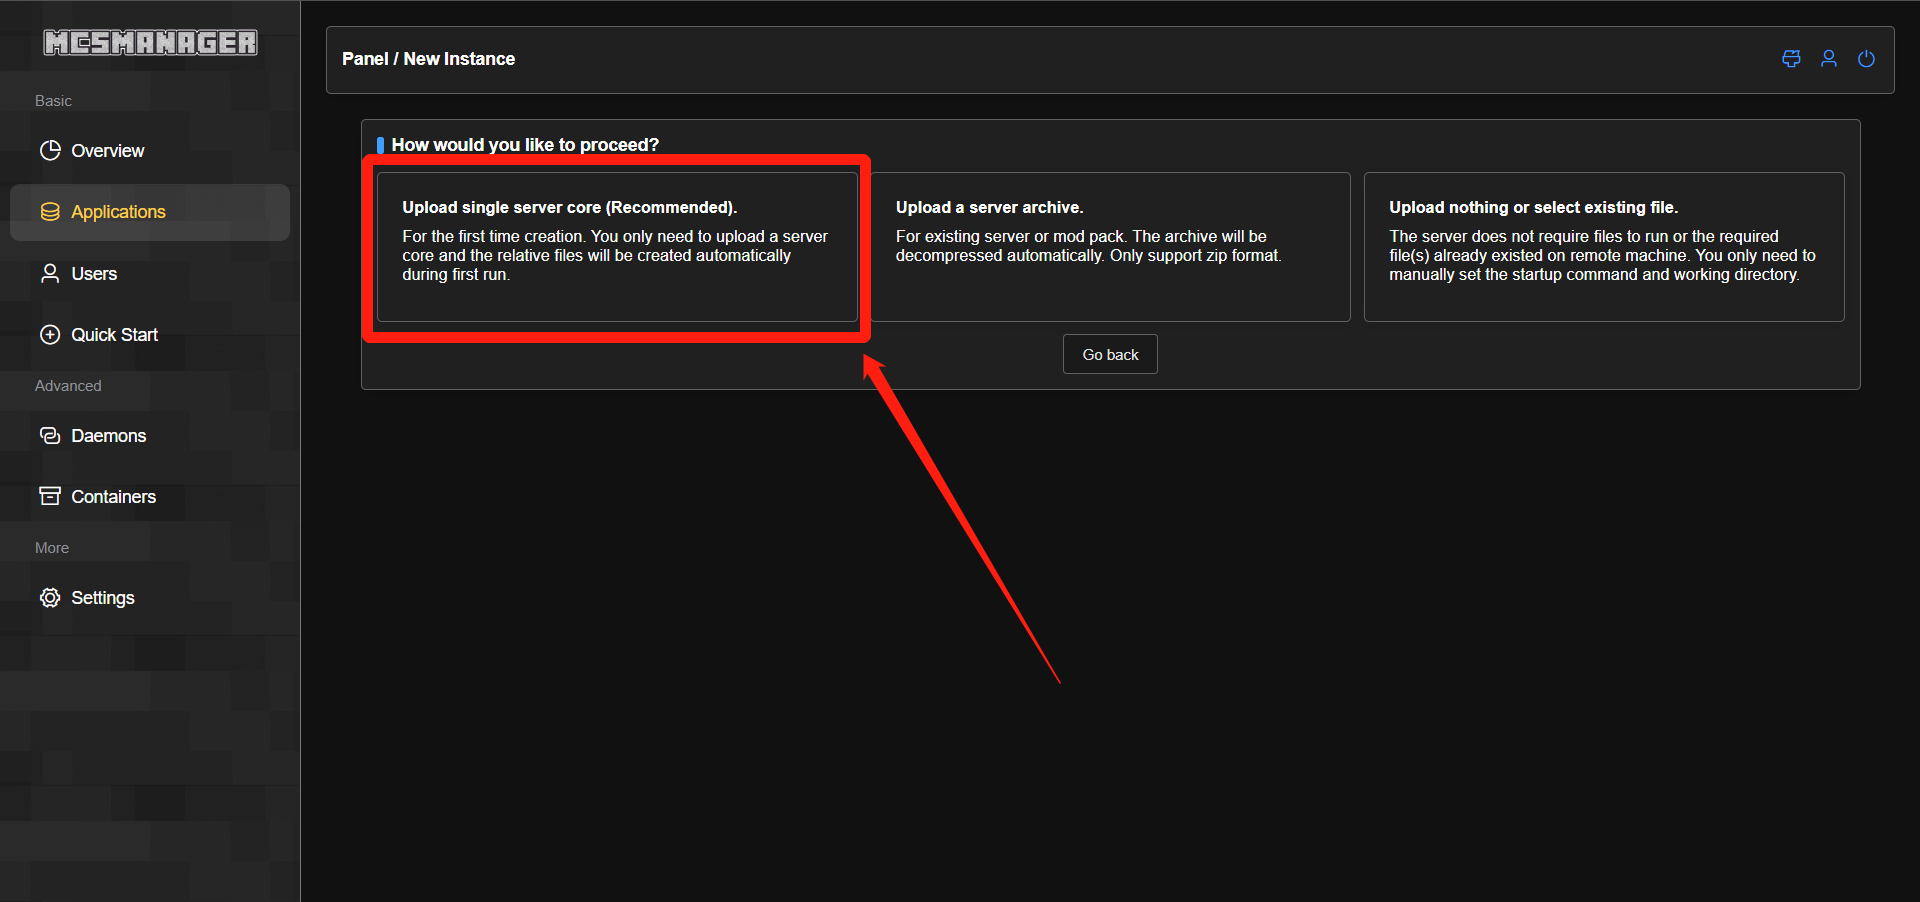 MCSMANAGER
Basic
Overview
Applications
Users
Quick Start
Advanced
Daemons
Containers
More
Settings
Panel / New Instance
How would you like to proceed?
Upload single server core (Recommended).
For the first time creation. You only need to upload a server
core and the relative files will be created automatically
during first run.
Upload a server archive.
For existing server or mod pack. The archive will be
decompressed automatically. Only support zip format.
Upload nothing or select existing file.
The server does not require files to run or the required
file(s) already existed on remote machine. You only need to
manually set the startup command and working directory.
Go back